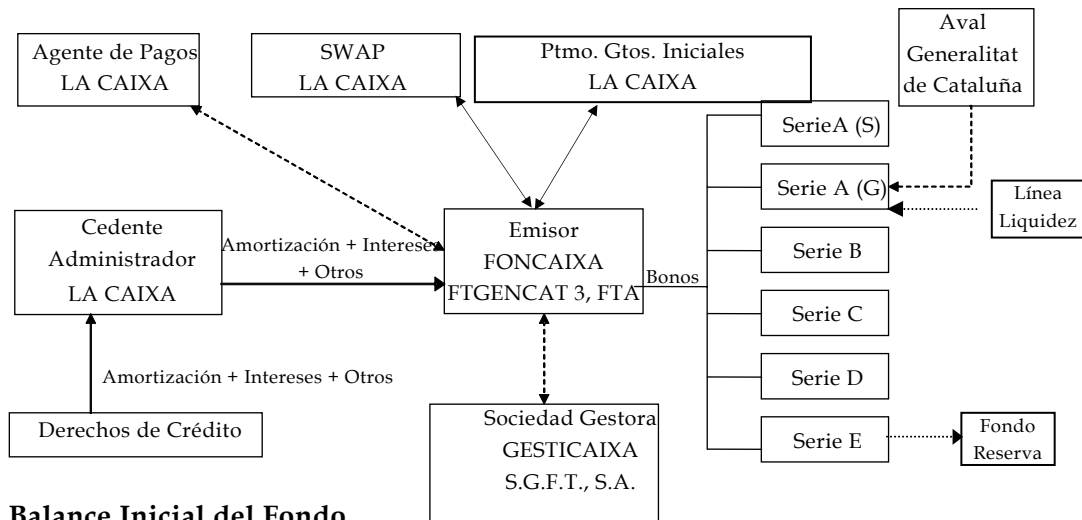 Agente de Pagos
LA CAIXA
SWAP
LA CAIXA
Ptmo. Gtos. Iniciales
LA CAIXA
Aval
Generalitat
de Cataluña
SerieA (S)
Serie A (G)
Línea
Liquidez
Cedente
Administrador
LA CAIXA
Amortización + Intereses
+ Otros
Emisor
FONCAIXA
FTGENCAT 3, FTA
Bonos
Serie B
Serie C
Serie D
Serie E
Fondo
Reserva
Amortización + Intereses + Otros
Derechos de Crédito
Sociedad Gestora
GESTICAIXA
S.G.F.T., S.A.
Balance Inicial del Fondo